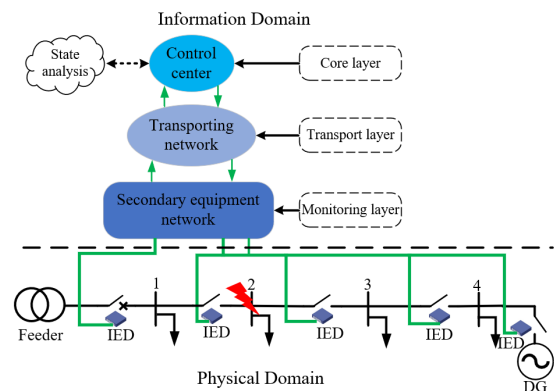 Information Domain
State
analysis
Control
center
Core layer
Transporting
network
Transport layer
Secondary equipment
network
Monitoring layer
1
2
3
4
Feeder
IED
IED
IED
IED
IED
DG
Physical Domain